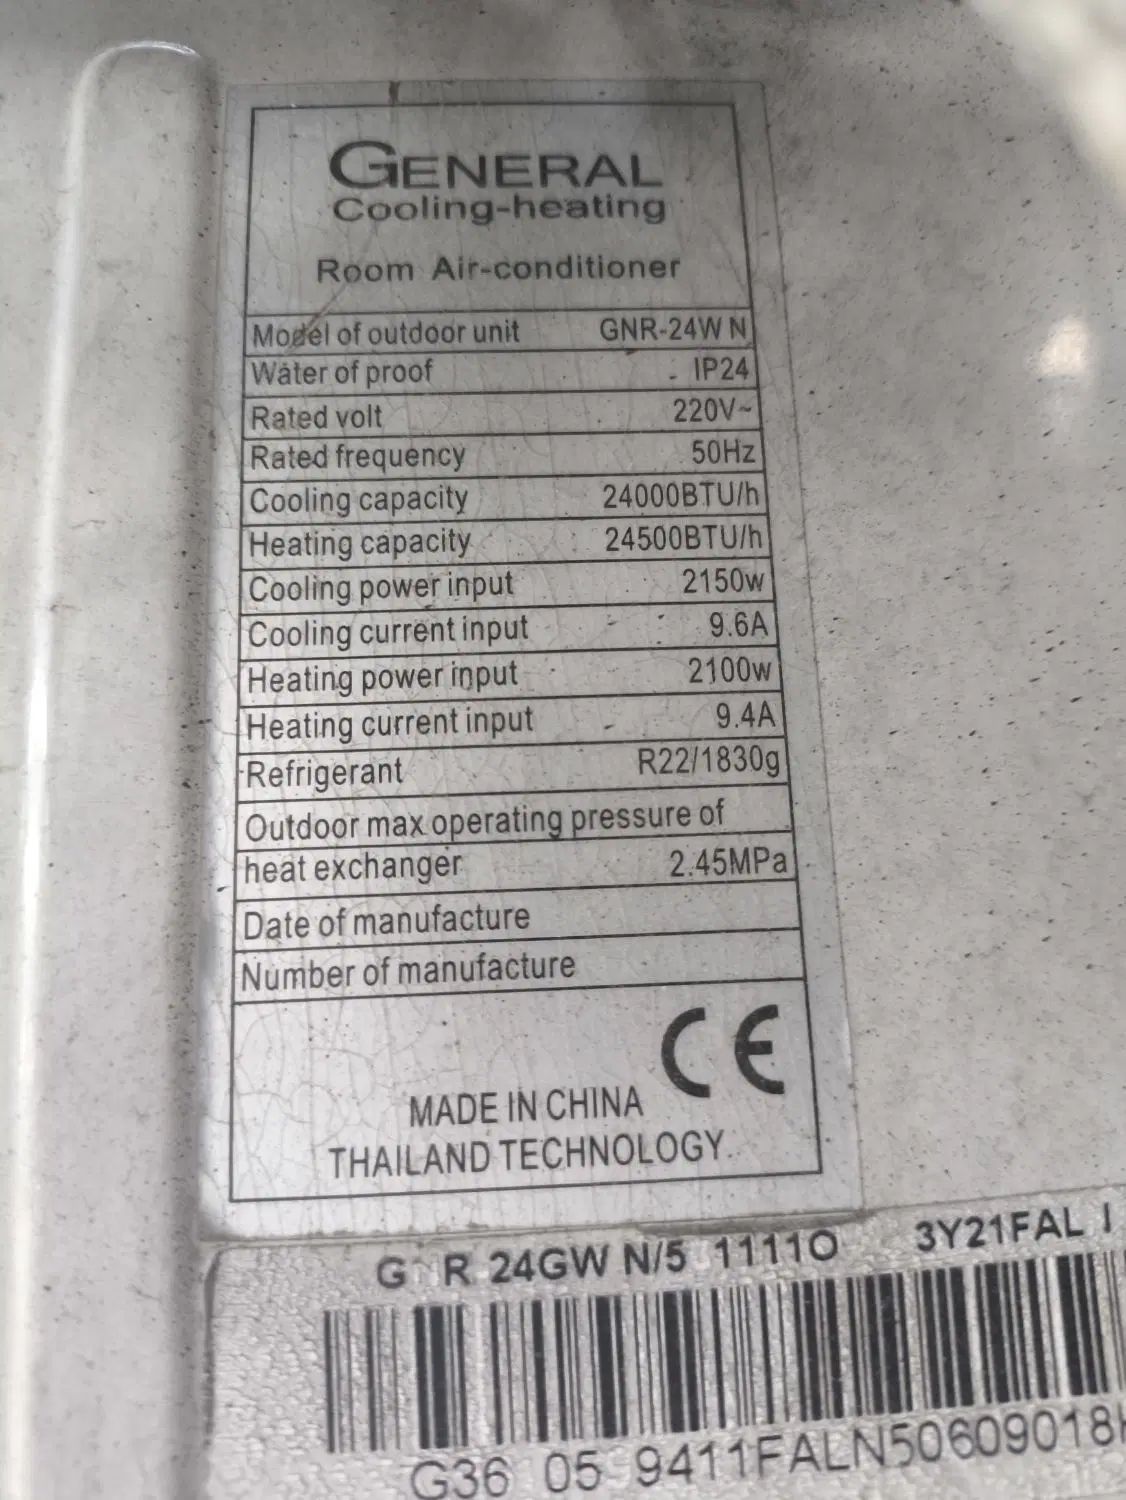 GENERAL
Cooling-heating
Room Air-conditioner
Model of outdoor unit GNR-24W N
Water of proof IP24
Rated volt 220V~
Rated frequency 50Hz
Cooling capacity 24000BTU/h
Heating capacity 24500BTU/h
Cooling power input 2150w
Cooling current input 9.6A
Heating power input 2100w
Heating current input 9.4A
Refrigerant R22/1830g
Outdoor max operating pressure of
heat exchanger 2.45MPa
Date of manufacture
Number of manufacture
CE
MADE IN CHINA
THAILAND TECHNOLOGY
G R 24GW N/5 1111O 3Y21FAL
G36 05 9411FALN50609018